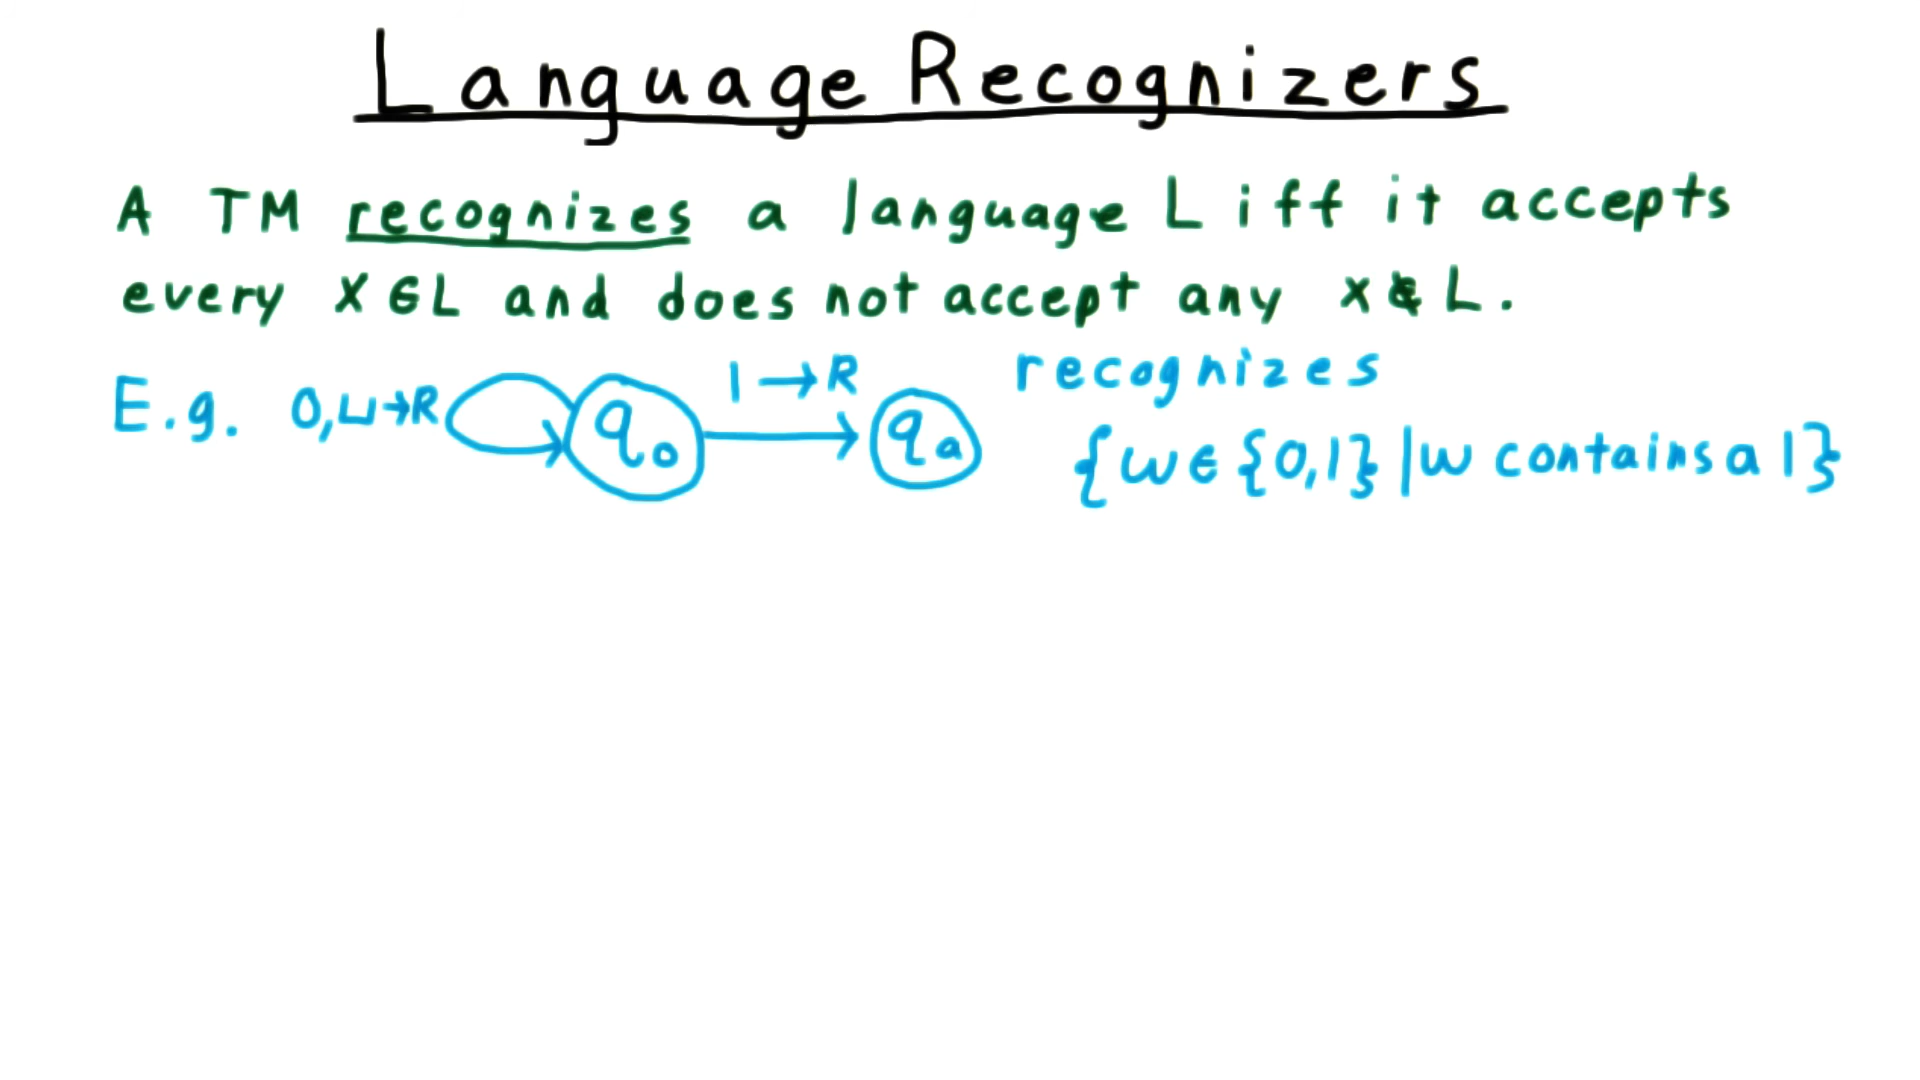 Language Recognizers
A TM recognizes a language L iff it accepts
every x∈L and does not accept any x∉L.
E.g. 0,⊔→R q0 1→R qa recognizes
{w∈{0,1}|w contains a 1}